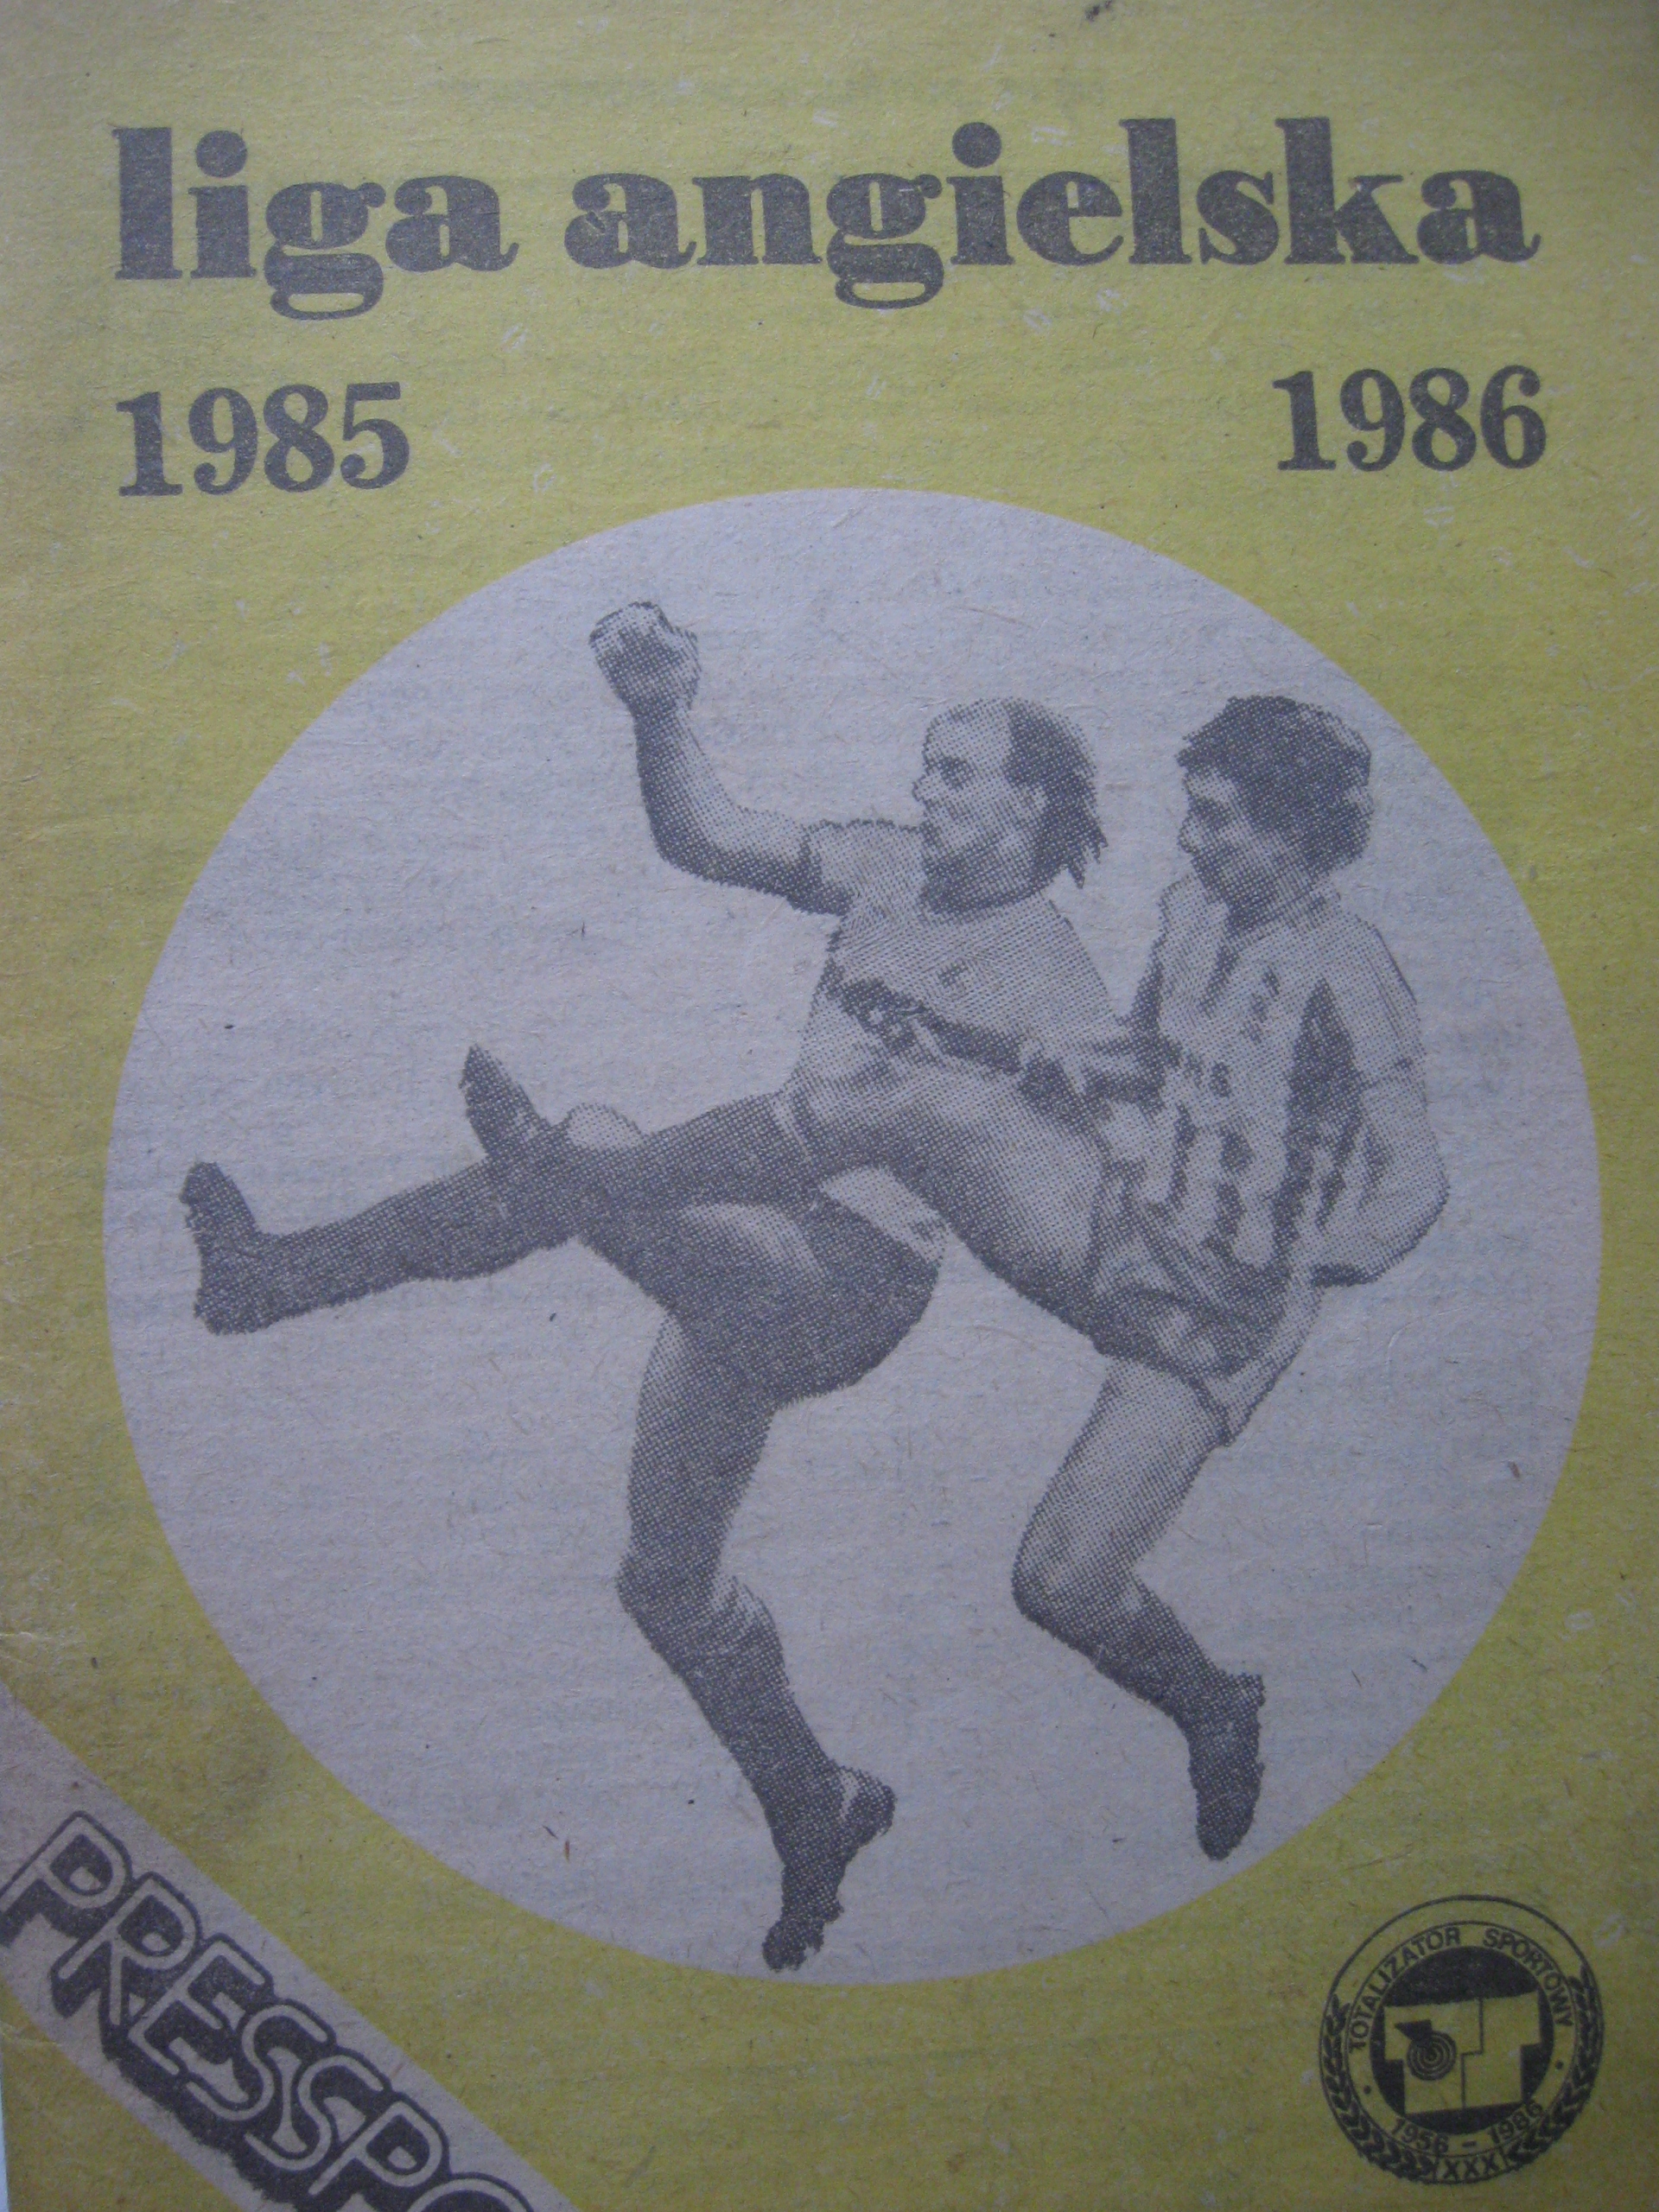 liga angielska
1985 1986
PRESSPO
TOTALIZATOR SPORTOWY
1956 - 1986
XXX